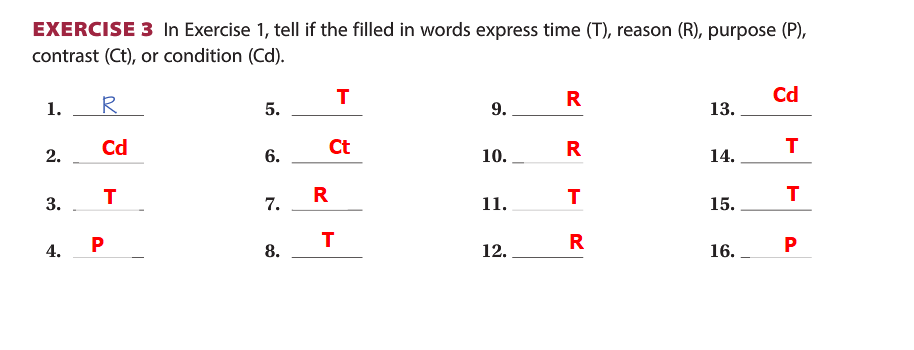 EXERCISE 3 In Exercise 1, tell if the filled in words express time (T), reason (R), purpose (P),
contrast (Ct), or condition (Cd).
1. R 5. T 9. R 13. Cd
2. Cd 6. Ct 10. R 14. T
3. T 7. R 11. T 15. T
4. P 8. T 12. R 16. P